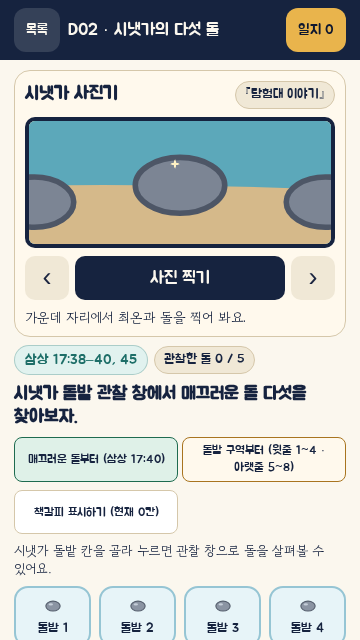 목록
D02 · 시냇가의 다섯 돌
일지 0
시냇가 사진기
『탐험대 이야기』
‹
사진 찍기
›
가운데 자리에서 최온과 돌을 찍어 봐요.
삼상 17:38–40, 45
관찰한 돌 0 / 5
시냇가 돌밭 관찰 창에서 매끄러운 돌 다섯을
찾아보자.
매끄러운 돌부터 (삼상 17:40)
돌밭 구역부터 (윗줄 1~4 ·
아랫줄 5~8)
책갈피 표시하기 (현재 0칸)
시냇가 돌밭 칸을 골라 누르면 관찰 창으로 돌을 살펴볼 수
있어요.
돌밭 1
돌밭 2
돌밭 3
돌밭 4